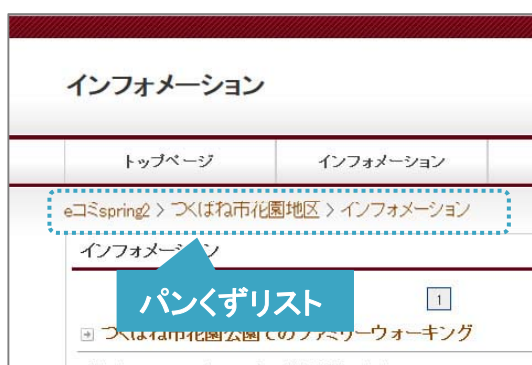 インフォメーション
トップページ インフォメーション
eコミspring2 > つくばね市花園地区 > インフォメーション
インフォメーション
パンくずリスト
1
つくばね市花園公園でのファミリーウォーキング